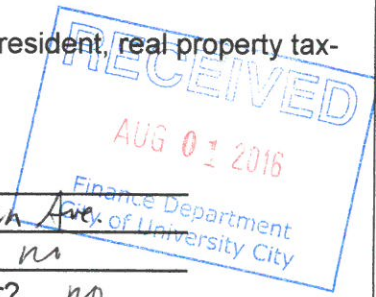 resident, real property tax-
RECEIVED
AUG 01 2016
Finance Department
Ave.
City of University City
no
? no